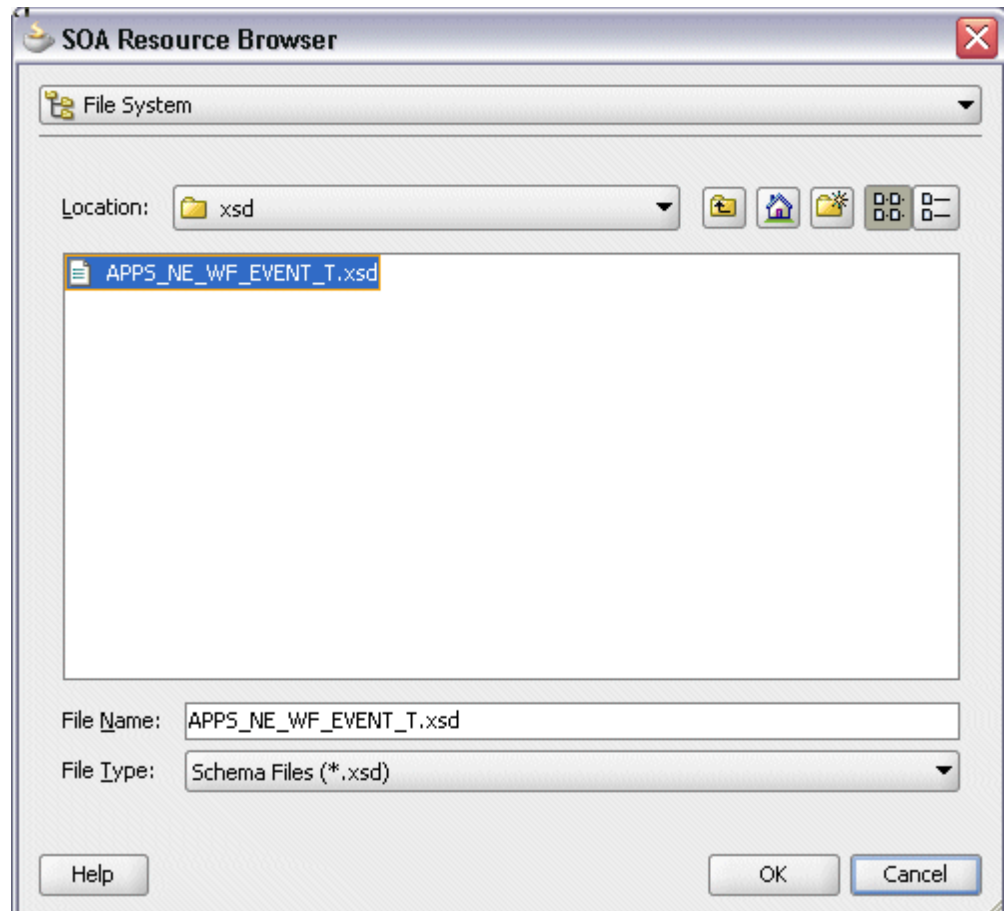 SOA Resource Browser
File System
Location: xsd
APPS_NE_WF_EVENT_T.xsd
File Name: APPS_NE_WF_EVENT_T.xsd
File Type: Schema Files (*.xsd)
Help OK Cancel